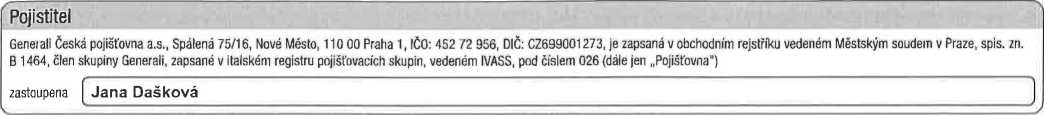 Pojistitel
Generali Česká pojišťovna a.s., Spálená 75/16, Nové Město, 110 00 Praha 1, IČO: 452 72 956, DIČ: CZ699001273, je zapsaná v obchodním rejstříku vedeném Městským soudem v Praze, spis. zn.
B 1464, člen skupiny Generali, zapsané v italském registru pojišťovacích skupin, vedeném IVASS, pod číslem 026 (dále jen „Pojišťovna")
zastoupena Jana Dašková